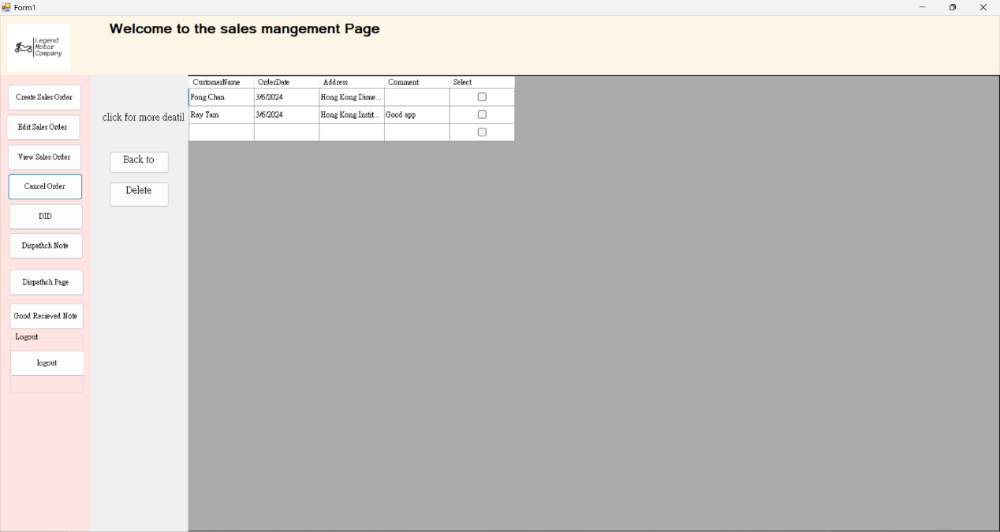 Form1
Legend
Motor
Company
Welcome to the sales mangement Page
Create Sales Order
Edit Sales Order
View Sales Order
Cancel Order
DID
Dispathch Note
Dispathch Page
Good Recieved Note
Logout
logout
click for more deatil
Back to
Delete
CustomerName OrderDate Address Comment Select
Pong Chan 3/6/2024 Hong Kong Disne...
Ray Tam 3/6/2024 Hong Kong Instit... Good app